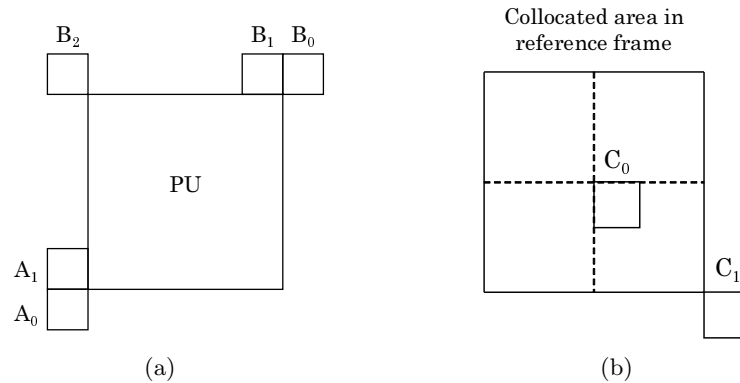 B₂
B₁ B₀
PU
A₁
A₀
(a)
Collocated area in
reference frame
C₀
C₁
(b)